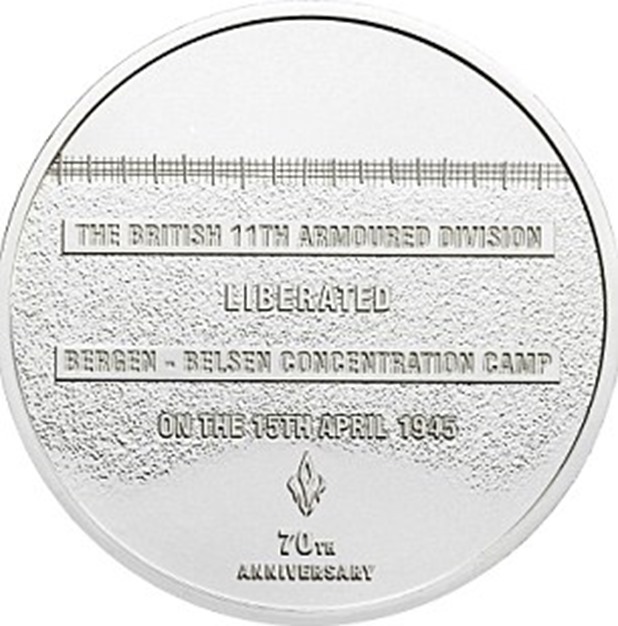 THE BRITISH 11TH ARMOURED DIVISION
LIBERATED
BERGEN - BELSEN CONCENTRATION CAMP
ON THE 15TH APRIL 1945
70TH
ANNIVERSARY